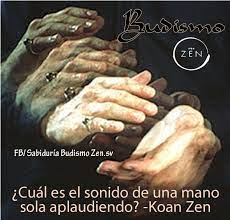 Budismo
ZEN
FB/ Sabiduría Budismo Zen.sv
¿Cuál es el sonido de una mano
sola aplaudiendo? -Koan Zen